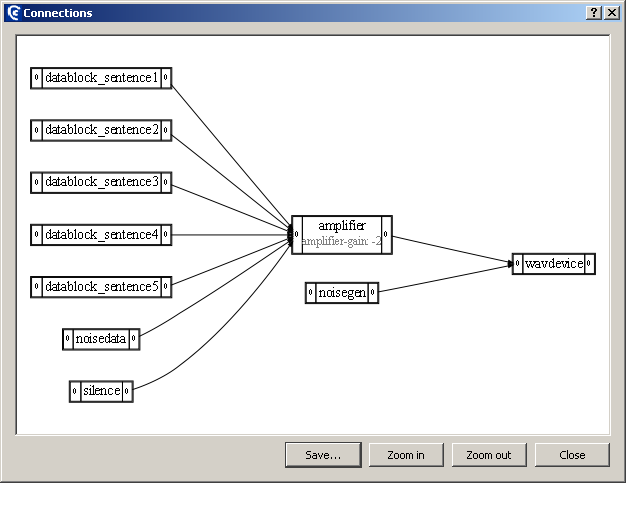 Connections
0 datablock_sentence1 0
0 datablock_sentence2 0
0 datablock_sentence3 0
0 datablock_sentence4 0
0 datablock_sentence5 0
0 noisedata 0
0 silence 0
0 amplifier 0
amplifier-gain: -2
0 noisegen 0
0 wavdevice 0
Save... Zoom in Zoom out Close